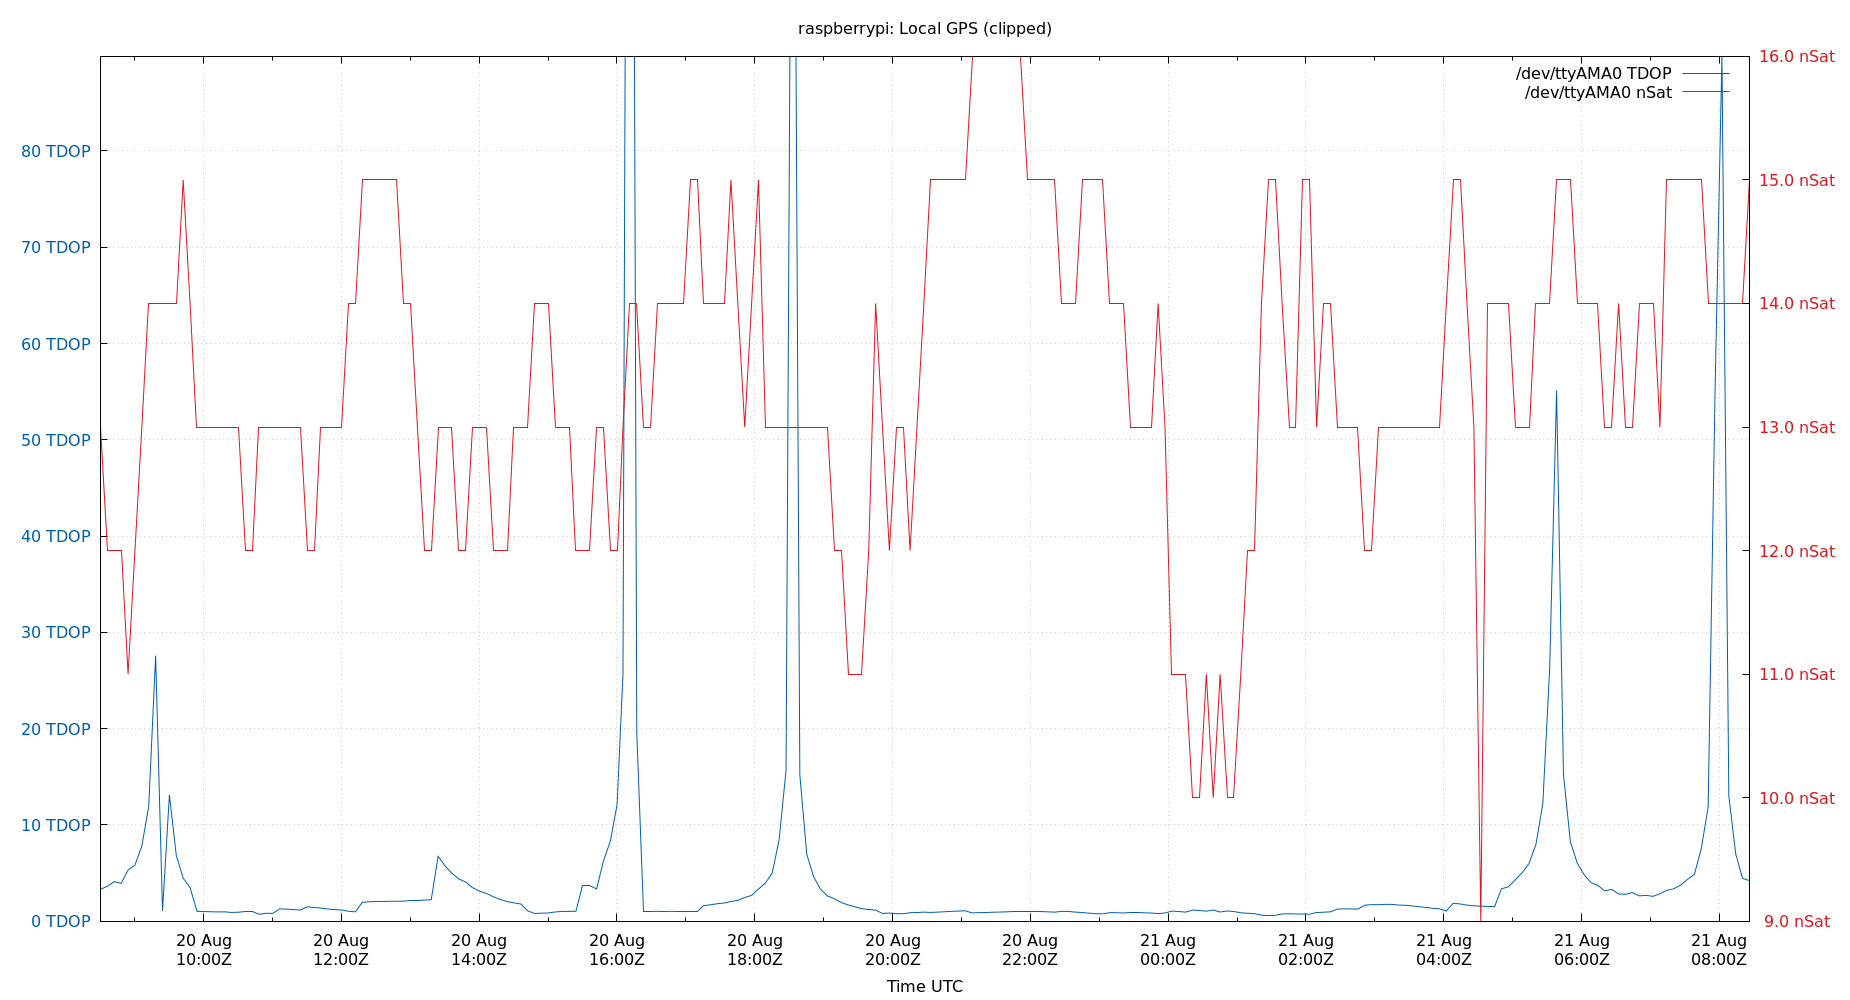 raspberrypi: Local GPS (clipped)
/dev/ttyAMA0 TDOP
/dev/ttyAMA0 nSat
80 TDOP
70 TDOP
60 TDOP
50 TDOP
40 TDOP
30 TDOP
20 TDOP
10 TDOP
0 TDOP
16.0 nSat
15.0 nSat
14.0 nSat
13.0 nSat
12.0 nSat
11.0 nSat
10.0 nSat
9.0 nSat
20 Aug
10:00Z
20 Aug
12:00Z
20 Aug
14:00Z
20 Aug
16:00Z
20 Aug
18:00Z
20 Aug
20:00Z
20 Aug
22:00Z
21 Aug
00:00Z
21 Aug
02:00Z
21 Aug
04:00Z
21 Aug
06:00Z
21 Aug
08:00Z
Time UTC